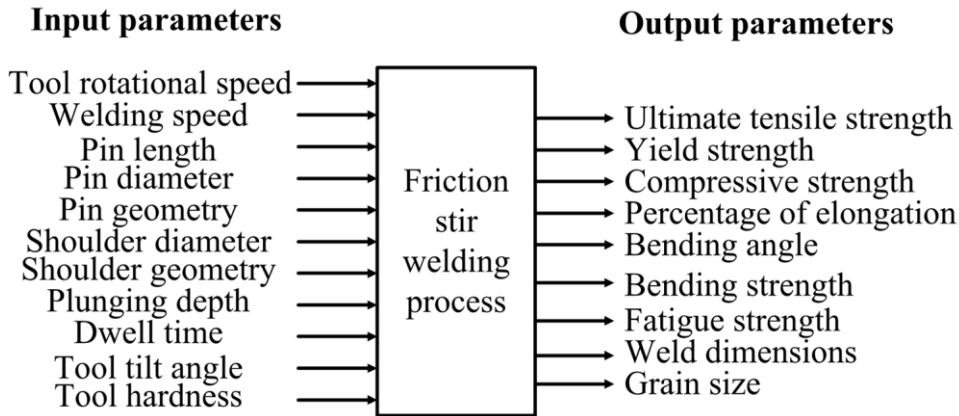 Input parameters
Tool rotational speed
Welding speed
Pin length
Pin diameter
Pin geometry
Shoulder diameter
Shoulder geometry
Plunging depth
Dwell time
Tool tilt angle
Tool hardness
Friction
stir
welding
process
Output parameters
Ultimate tensile strength
Yield strength
Compressive strength
Percentage of elongation
Bending angle
Bending strength
Fatigue strength
Weld dimensions
Grain size